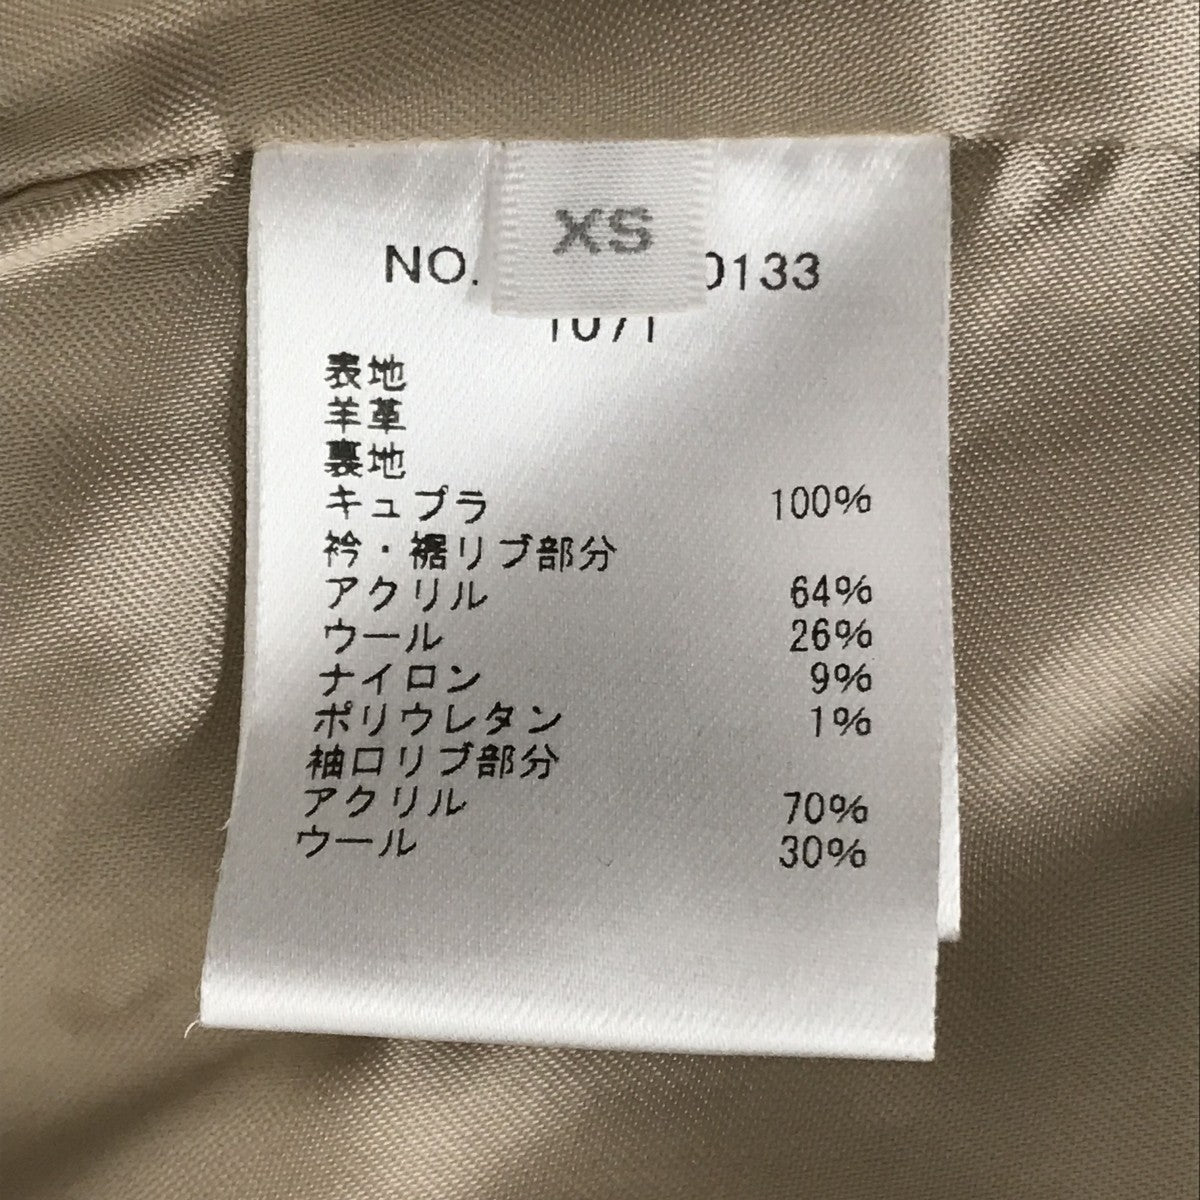 XS
NO. 0133
1071
表地
羊革
裏地
キュプラ 100%
衿・裾リブ部分
アクリル 64%
ウール 26%
ナイロン 9%
ポリウレタン 1%
袖口リブ部分
アクリル 70%
ウール 30%